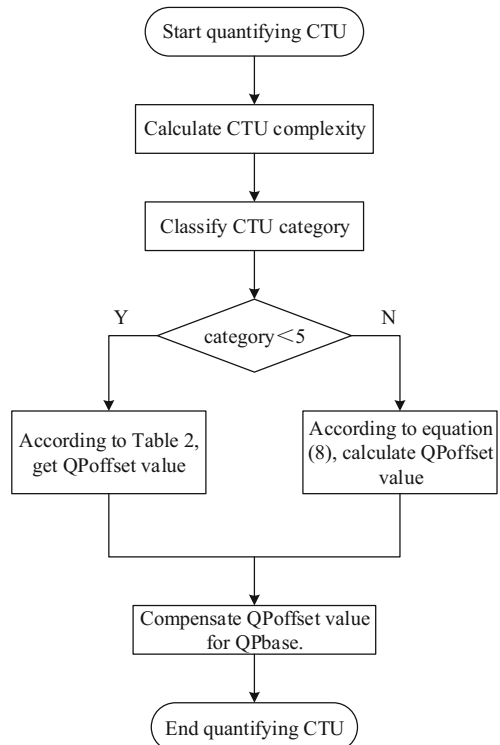 Start quantifying CTU
Calculate CTU complexity
Classify CTU category
Y
category<5
N
According to Table 2,
get QPoffset value
According to equation
(8), calculate QPoffset
value
Compensate QPoffset value
for QPbase.
End quantifying CTU